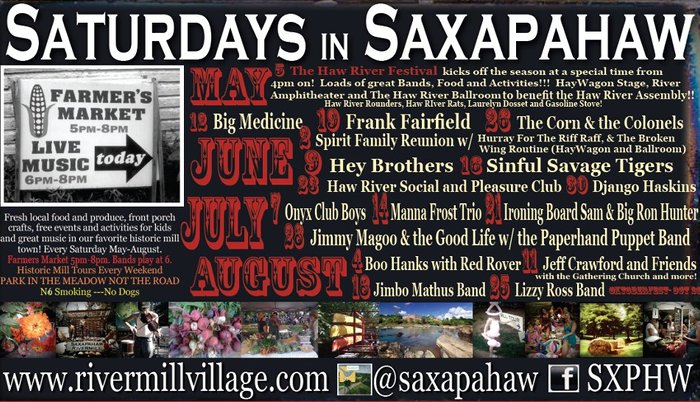 SATURDAYS IN SAXAPAHAW
FARMER'S
MARKET
5PM-8PM
LIVE
MUSIC
today
6PM-8PM
Fresh local food and produce, front porch
crafts, free events and activities for kids
and great music in our favorite historic mill
town! Every Saturday May-August.
Farmers Market 5pm-8pm. Bands play at 6.
Historic Mill Tours Every Weekend
PARK IN THE MEADOW NOT THE ROAD
No Smoking ---No Dogs
MAY 5 The Haw River Festival kicks off the season at a special time from
4pm on! Loads of great Bands, Food and Activities!!! HayWagon Stage, River
Amphitheater and The Haw River Ballroom to benefit the Haw River Assembly!!
Haw River Rounders, Haw River Rats, Laurelyn Dosset and Gasoline Stove!
12 Big Medicine 19 Frank Fairfield 26 The Corn & the Colonels
JUNE 2 Spirit Family Reunion w/ Hurray For The Riff Raff, & The Broken
Wing Routine (HayWagon and Ballroom)
9 Hey Brothers 16 Sinful Savage Tigers
23 Haw River Social and Pleasure Club 30 Django Haskins
JULY 7 Onyx Club Boys 14 Manna Frost Trio 21 Ironing Board Sam & Big Ron Hunter
28 Jimmy Magoo & the Good Life w/ the Paperhand Puppet Band
AUGUST 4 Boo Hanks with Red Rover 11 Jeff Crawford and Friends
with the Gathering Church and more!
18 Jimbo Mathus Band 25 Lizzy Ross Band OKTOBERFEST- OCT
SAXAPAHAW
www.rivermillvillage.com @saxapahaw f SXPHW